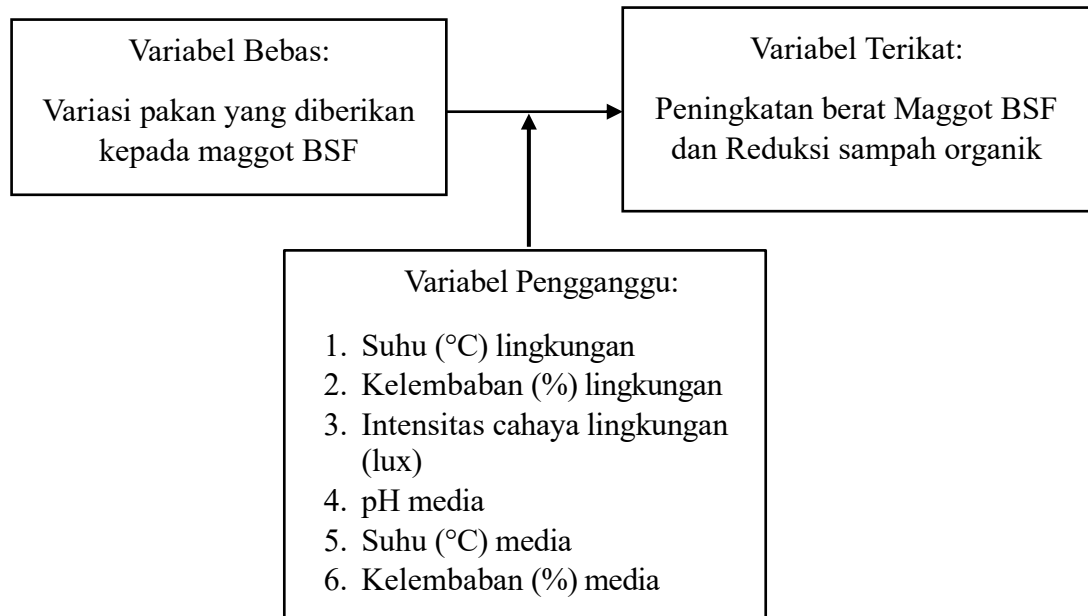 Variabel Bebas:
Variasi pakan yang diberikan
kepada maggot BSF
Variabel Terikat:
Peningkatan berat Maggot BSF
dan Reduksi sampah organik
Variabel Pengganggu:
1. Suhu (°C) lingkungan
2. Kelembaban (%) lingkungan
3. Intensitas cahaya lingkungan
(lux)
4. pH media
5. Suhu (°C) media
6. Kelembaban (%) media